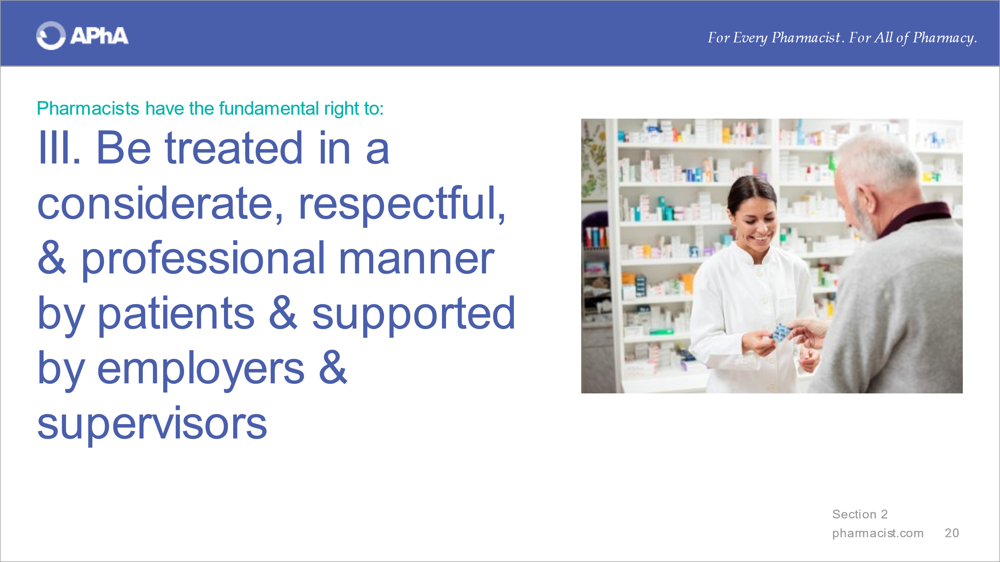 APhA
For Every Pharmacist. For All of Pharmacy.
Pharmacists have the fundamental right to:
III. Be treated in a
considerate, respectful,
& professional manner
by patients & supported
by employers &
supervisors
Section 2
pharmacist.com 20